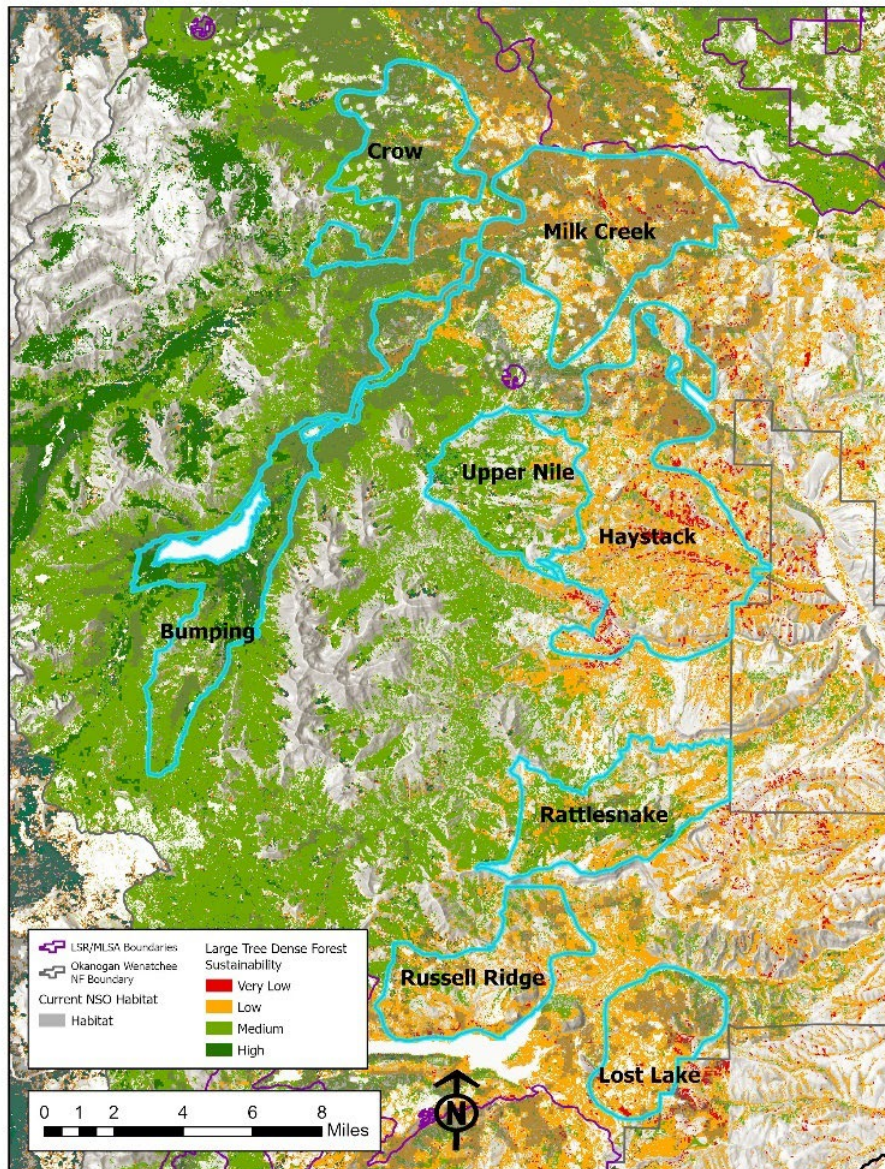 Crow
Milk Creek
Upper Nile
Haystack
Bumping
Rattlesnake
Russell Ridge
Lost Lake
LSR/MLSA Boundaries
Okanogan Wenatchee
NF Boundary
Current NSO Habitat
Habitat
Large Tree Dense Forest
Sustainability
Very Low
Low
Medium
High
0 1 2 4 6 8
Miles
N